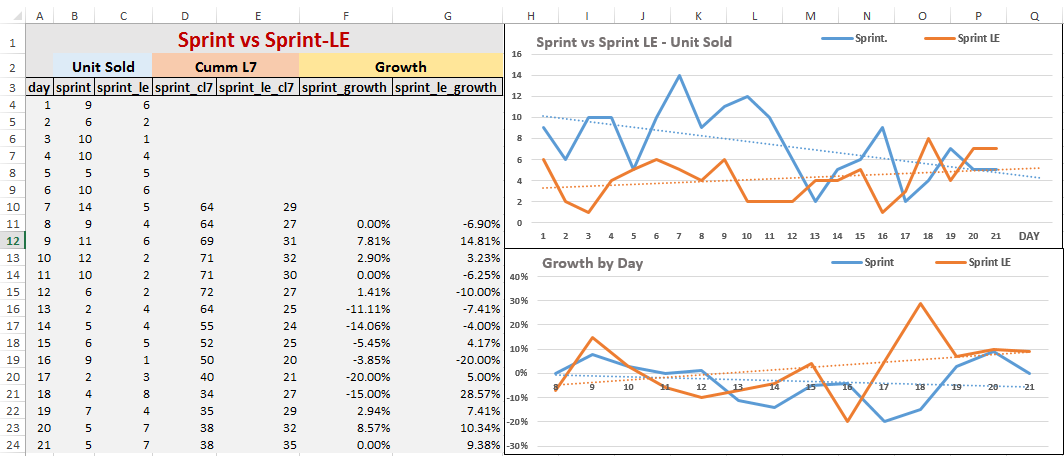 A B C D E F G H I J K L M N O P Q
1 Sprint vs Sprint-LE
2 Unit Sold Cumm L7 Growth
3 day sprint sprint_le sprint_cl7 sprint_le_cl7 sprint_growth sprint_le_growth
4 1 9 6
5 2 6 2
6 3 10 1
7 4 10 4
8 5 5 5
9 6 10 6
10 7 14 5 64 29
11 8 9 4 64 27 0.00% -6.90%
12 9 11 6 69 31 7.81% 14.81%
13 10 12 2 71 32 2.90% 3.23%
14 11 10 2 71 30 0.00% -6.25%
15 12 6 2 72 27 1.41% -10.00%
16 13 2 4 64 25 -11.11% -7.41%
17 14 5 4 55 24 -14.06% -4.00%
18 15 6 5 52 25 -5.45% 4.17%
19 16 9 1 50 20 -3.85% -20.00%
20 17 2 3 40 21 -20.00% 5.00%
21 18 4 8 34 27 -15.00% 28.57%
22 19 7 4 35 29 2.94% 7.41%
23 20 5 7 38 32 8.57% 10.34%
24 21 5 7 38 35 0.00% 9.38%
Sprint vs Sprint LE - Unit Sold
Sprint. Sprint LE
16
14
12
10
8
6
4
2
0
1 2 3 4 5 6 7 8 9 10 11 12 13 14 15 16 17 18 19 20 21 DAY
Growth by Day
Sprint Sprint LE
40%
30%
20%
10%
0%
8 9 10 11 12 13 14 15 16 17 18 19 20 21
-10%
-20%
-30%